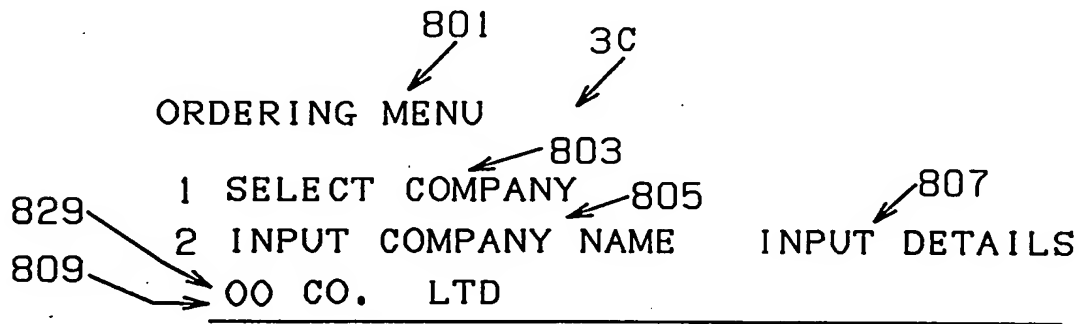 801
3C
ORDERING MENU
803
1 SELECT COMPANY
805
807
829
2 INPUT COMPANY NAME INPUT DETAILS
809
OO CO. LTD